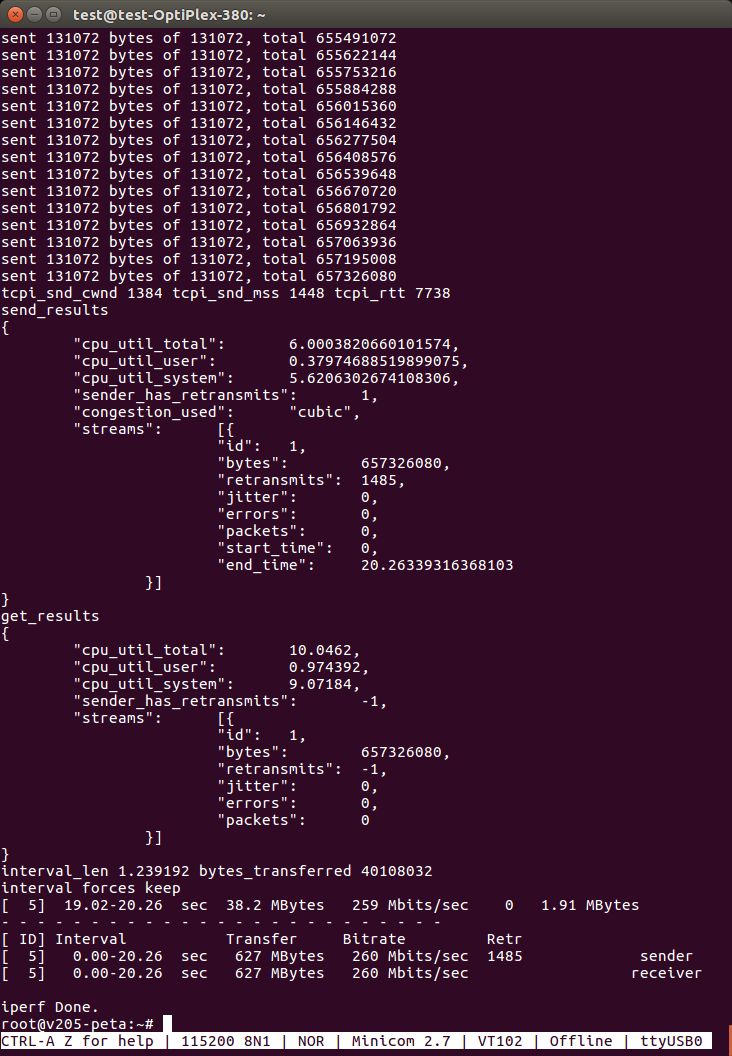 test@test-OptiPlex-380: ~
sent 131072 bytes of 131072, total 655491072
sent 131072 bytes of 131072, total 655622144
sent 131072 bytes of 131072, total 655753216
sent 131072 bytes of 131072, total 655884288
sent 131072 bytes of 131072, total 656015360
sent 131072 bytes of 131072, total 656146432
sent 131072 bytes of 131072, total 656277504
sent 131072 bytes of 131072, total 656408576
sent 131072 bytes of 131072, total 656539648
sent 131072 bytes of 131072, total 656670720
sent 131072 bytes of 131072, total 656801792
sent 131072 bytes of 131072, total 656932864
sent 131072 bytes of 131072, total 657063936
sent 131072 bytes of 131072, total 657195008
sent 131072 bytes of 131072, total 657326080
tcpi_snd_cwnd 1384 tcpi_snd_mss 1448 tcpi_rtt 7738
send_results
{
        "cpu_util_total":       6.0003820660101574,
        "cpu_util_user":        0.37974688519899075,
        "cpu_util_system":      5.6206302674108306,
        "sender_has_retransmits":       1,
        "congestion_used":      "cubic",
        "streams":      [{
                        "id":   1,
                        "bytes":        657326080,
                        "retransmits":  1485,
                        "jitter":       0,
                        "errors":       0,
                        "packets":      0,
                        "start_time":   0,
                        "end_time":     20.26339316368103
                }]
}
get_results
{
        "cpu_util_total":       10.0462,
        "cpu_util_user":        0.974392,
        "cpu_util_system":      9.07184,
        "sender_has_retransmits":       -1,
        "streams":      [{
                        "id":   1,
                        "bytes":        657326080,
                        "retransmits":  -1,
                        "jitter":       0,
                        "errors":       0,
                        "packets":      0
                }]
}
interval_len 1.239192 bytes_transferred 40108032
interval forces keep
[  5]  19.02-20.26  sec  38.2 MBytes   259 Mbits/sec    0   1.91 MBytes
- - - - - - - - - - - - - - - - - - - - - - - - -
[ ID] Interval           Transfer     Bitrate         Retr
[  5]   0.00-20.26  sec   627 MBytes   260 Mbits/sec  1485             sender
[  5]   0.00-20.26  sec   627 MBytes   260 Mbits/sec                  receiver

iperf Done.
root@v205-peta:~#
CTRL-A Z for help | 115200 8N1 | NOR | Minicom 2.7 | VT102 | Offline | ttyUSB0